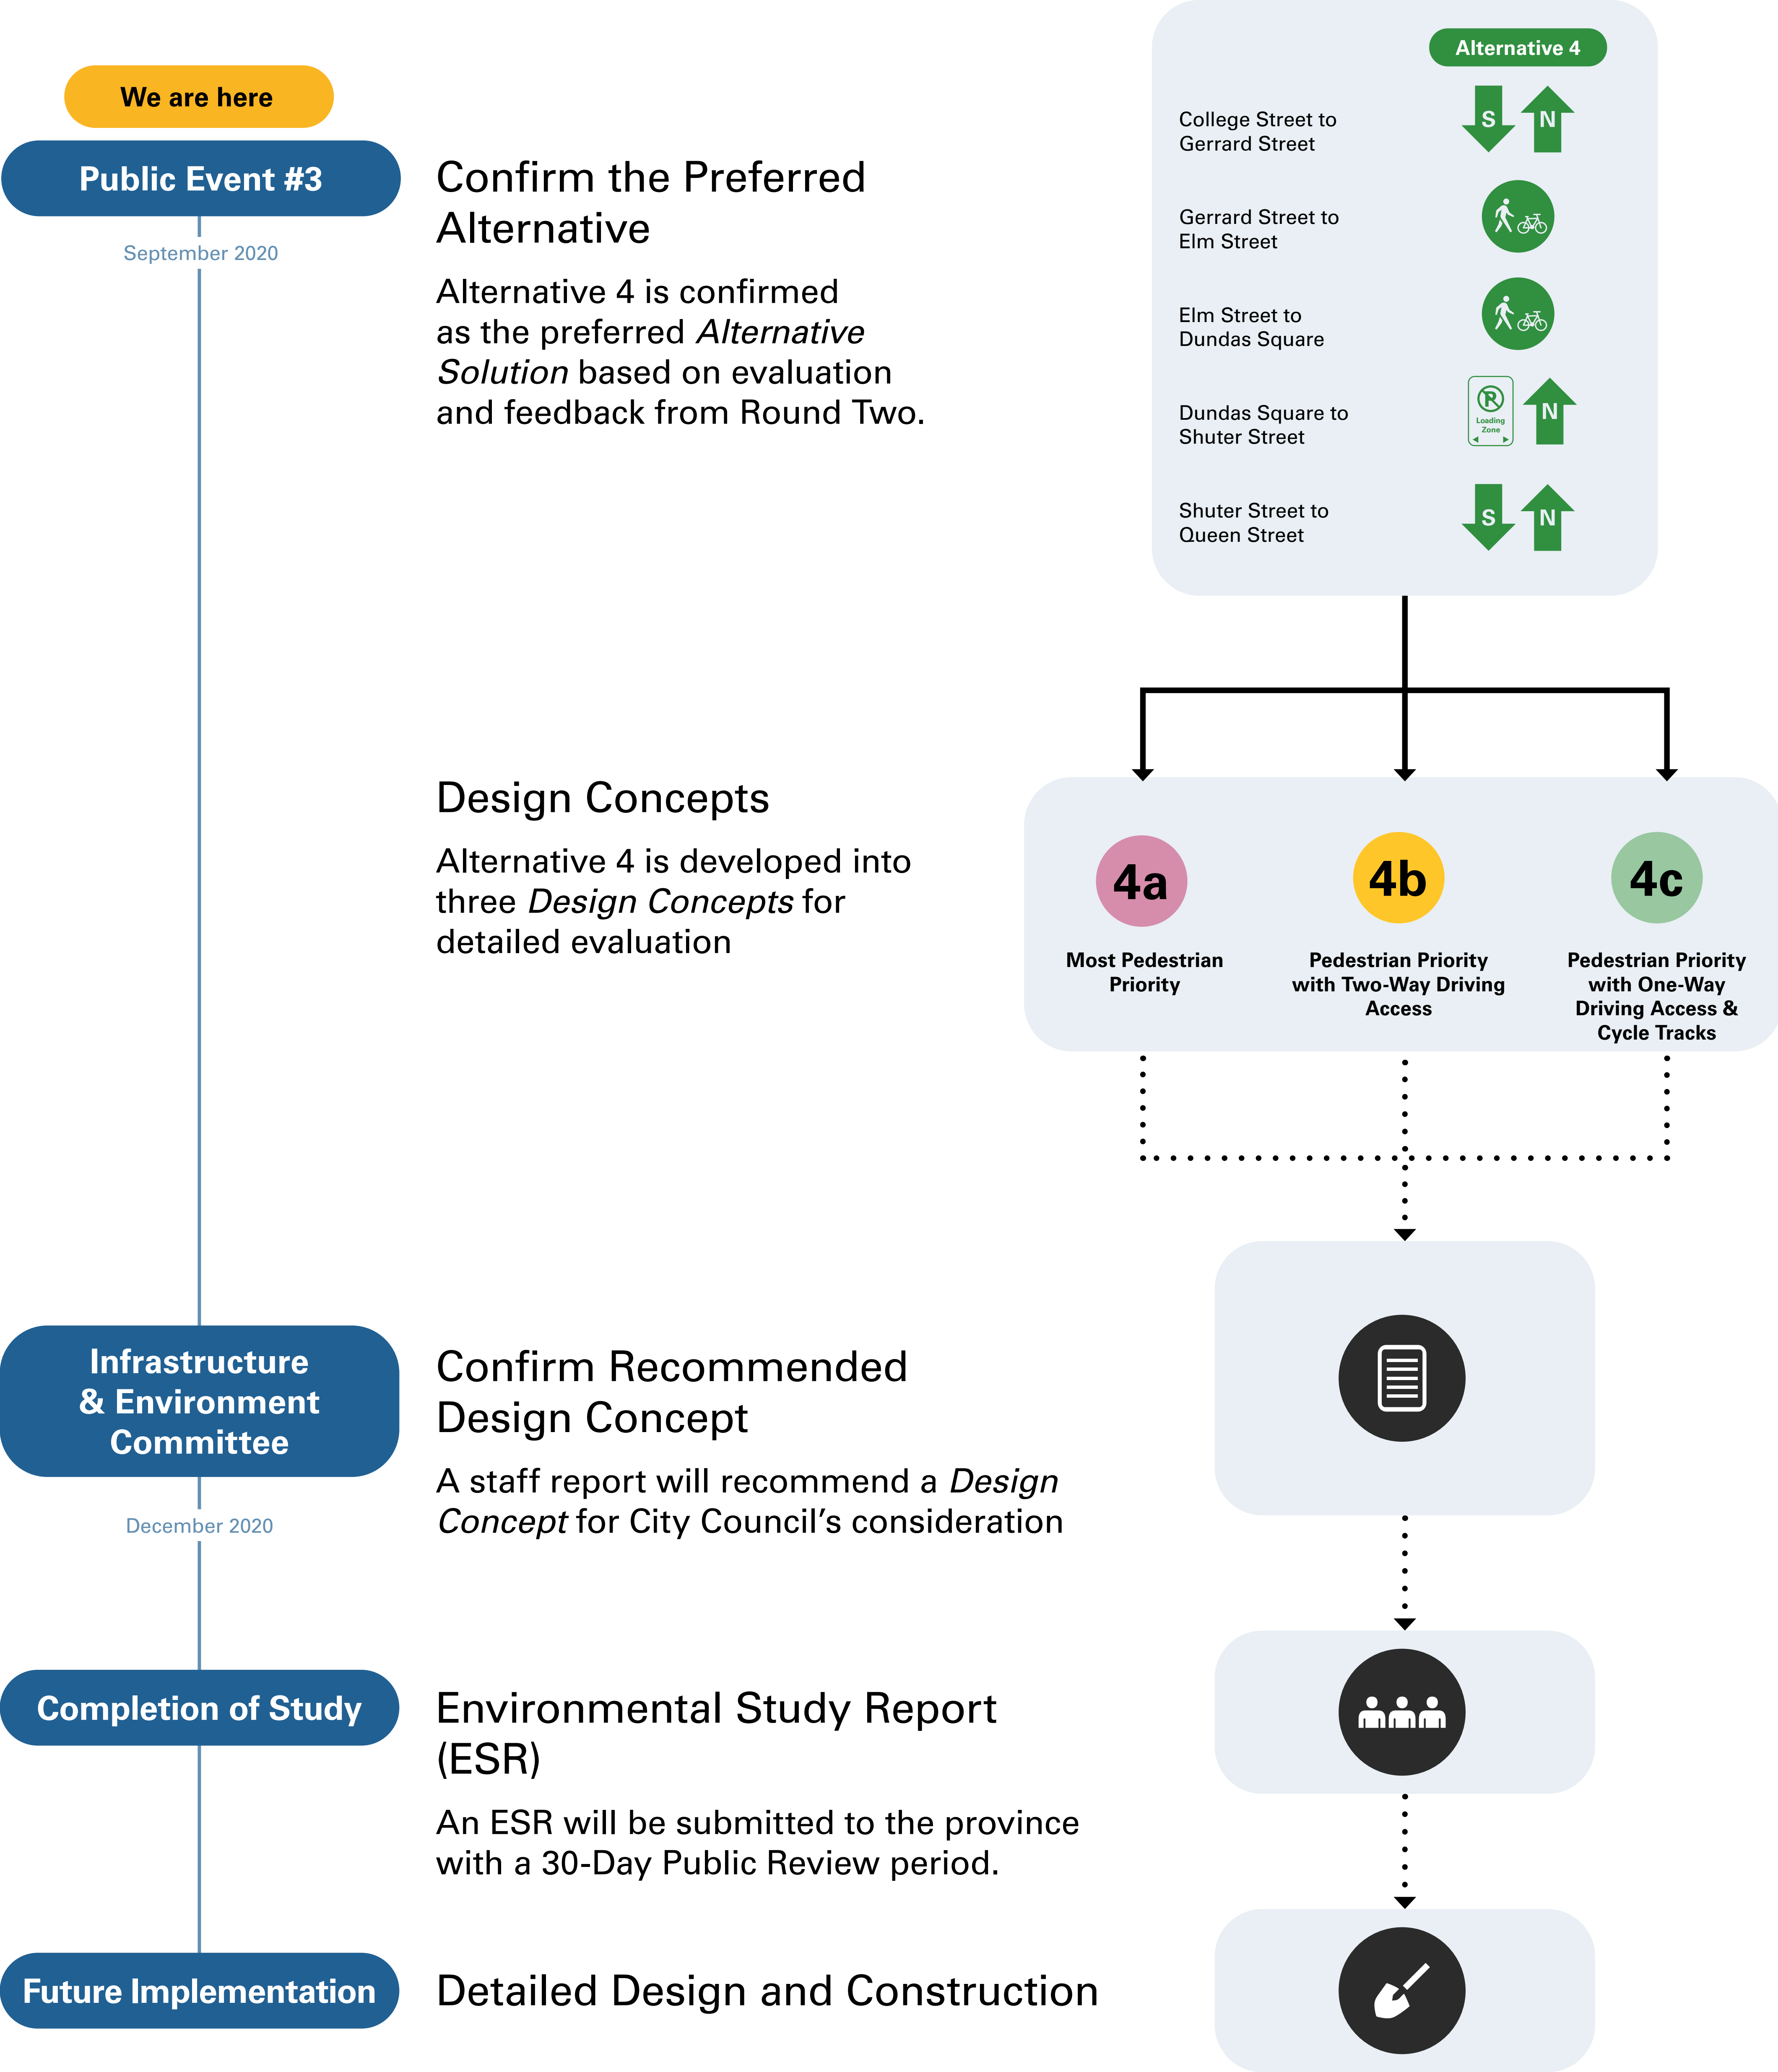 We are here
Public Event #3
September 2020
Confirm the Preferred
Alternative
Alternative 4 is confirmed
as the preferred Alternative
Solution based on evaluation
and feedback from Round Two.
Alternative 4
College Street to
Gerrard Street
S
N
Gerrard Street to
Elm Street
Elm Street to
Dundas Square
Dundas Square to
Shuter Street
P
Loading
Zone
N
Shuter Street to
Queen Street
S
N
Design Concepts
Alternative 4 is developed into
three Design Concepts for
detailed evaluation
4a
Most Pedestrian
Priority
4b
Pedestrian Priority
with Two-Way Driving
Access
4c
Pedestrian Priority
with One-Way
Driving Access &
Cycle Tracks
Infrastructure
& Environment
Committee
December 2020
Confirm Recommended
Design Concept
A staff report will recommend a Design
Concept for City Council’s consideration
Completion of Study
Environmental Study Report
(ESR)
An ESR will be submitted to the province
with a 30-Day Public Review period.
Future Implementation
Detailed Design and Construction